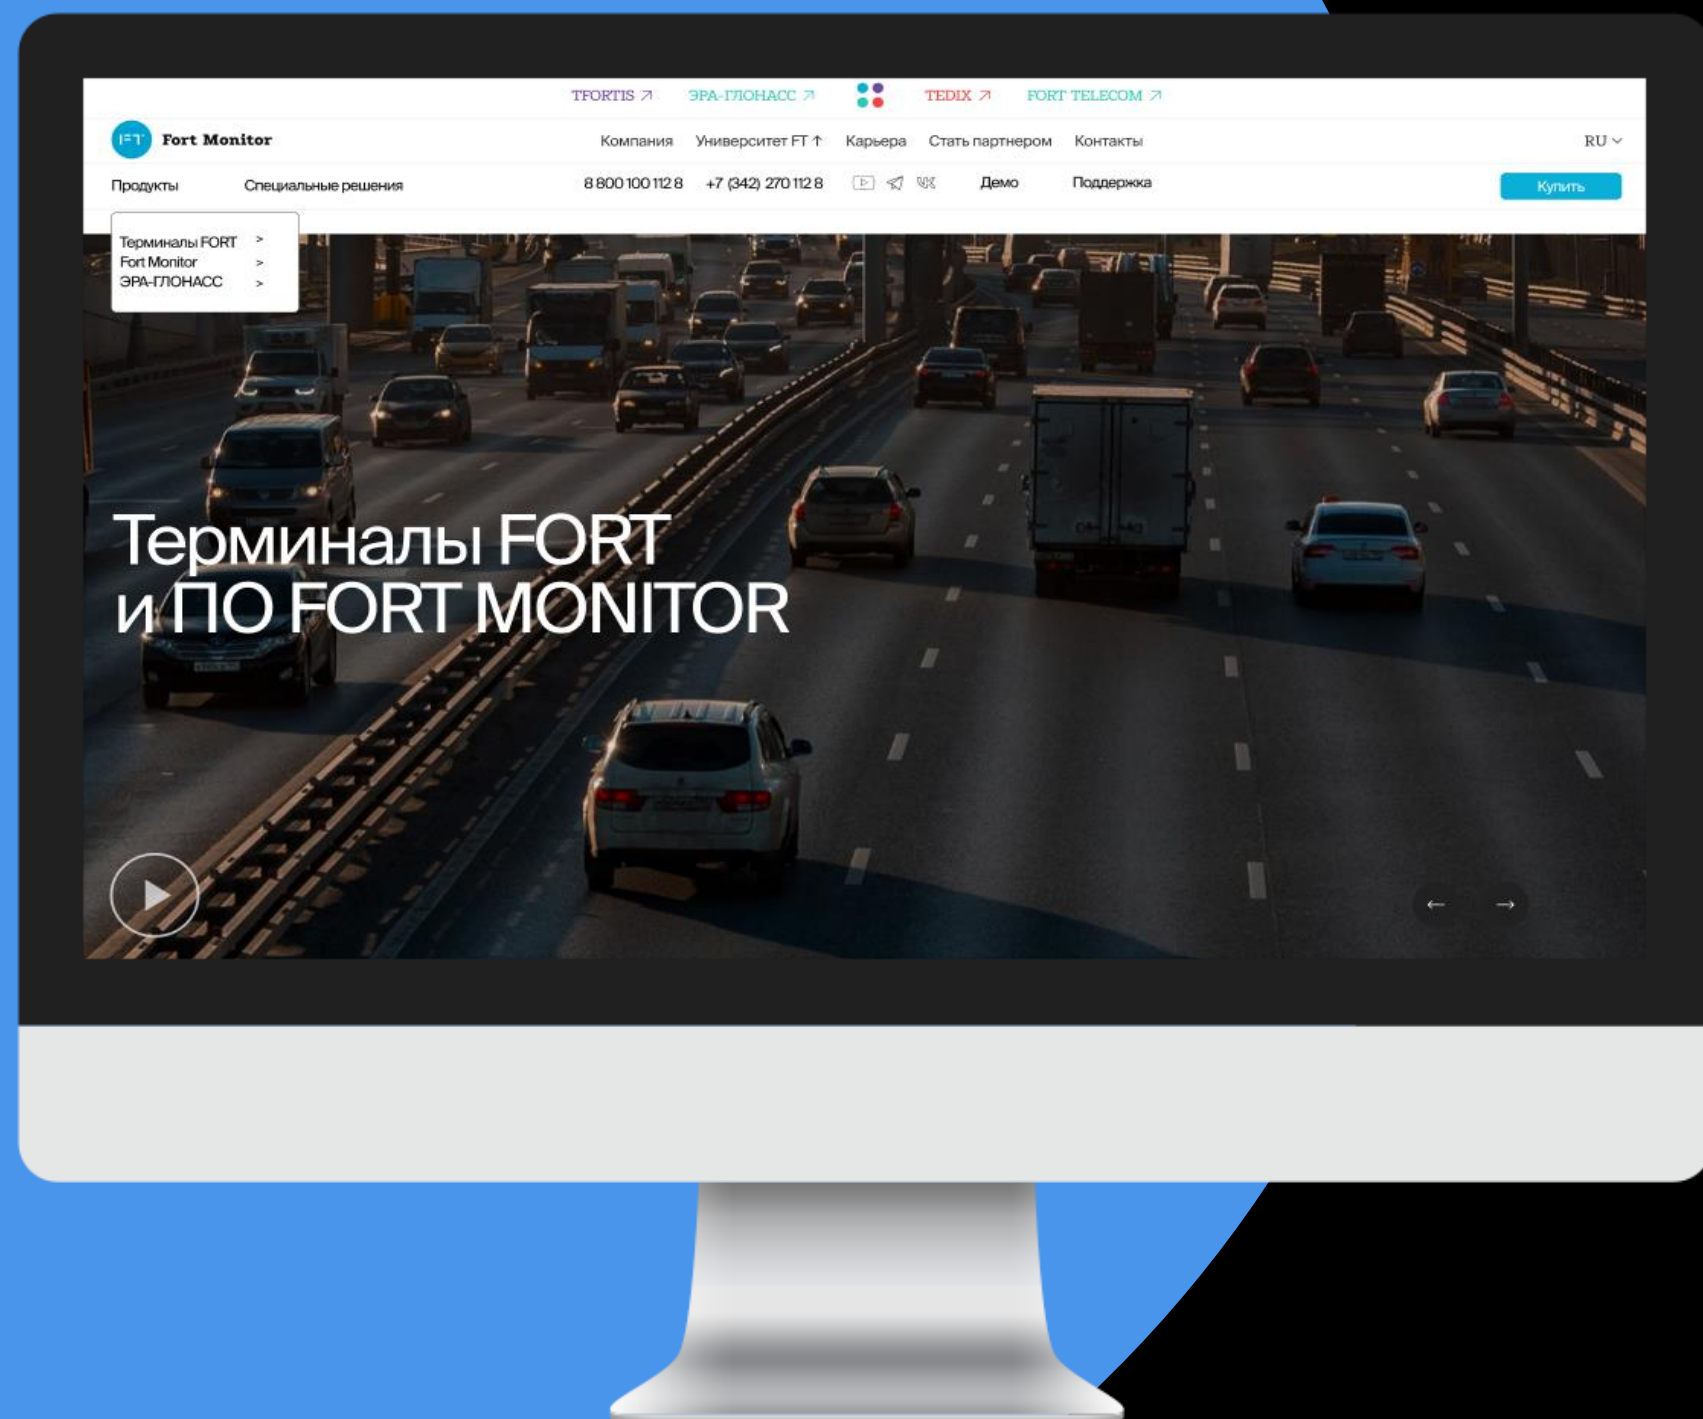 TFORTIS ↗ ЭРА-ГЛОНАСС ↗ TEDIX ↗ FORT TELECOM ↗
FT Fort Monitor Компания Университет FT ↑ Карьера Стать партнером Контакты RU
Продукты Специальные решения 8 800 100 112 8 +7 (342) 270 112 8 Демо Поддержка Купить
Терминалы FORT >
Fort Monitor >
ЭРА-ГЛОНАСС >
Терминалы FORT
и ПО FORT MONITOR
← →